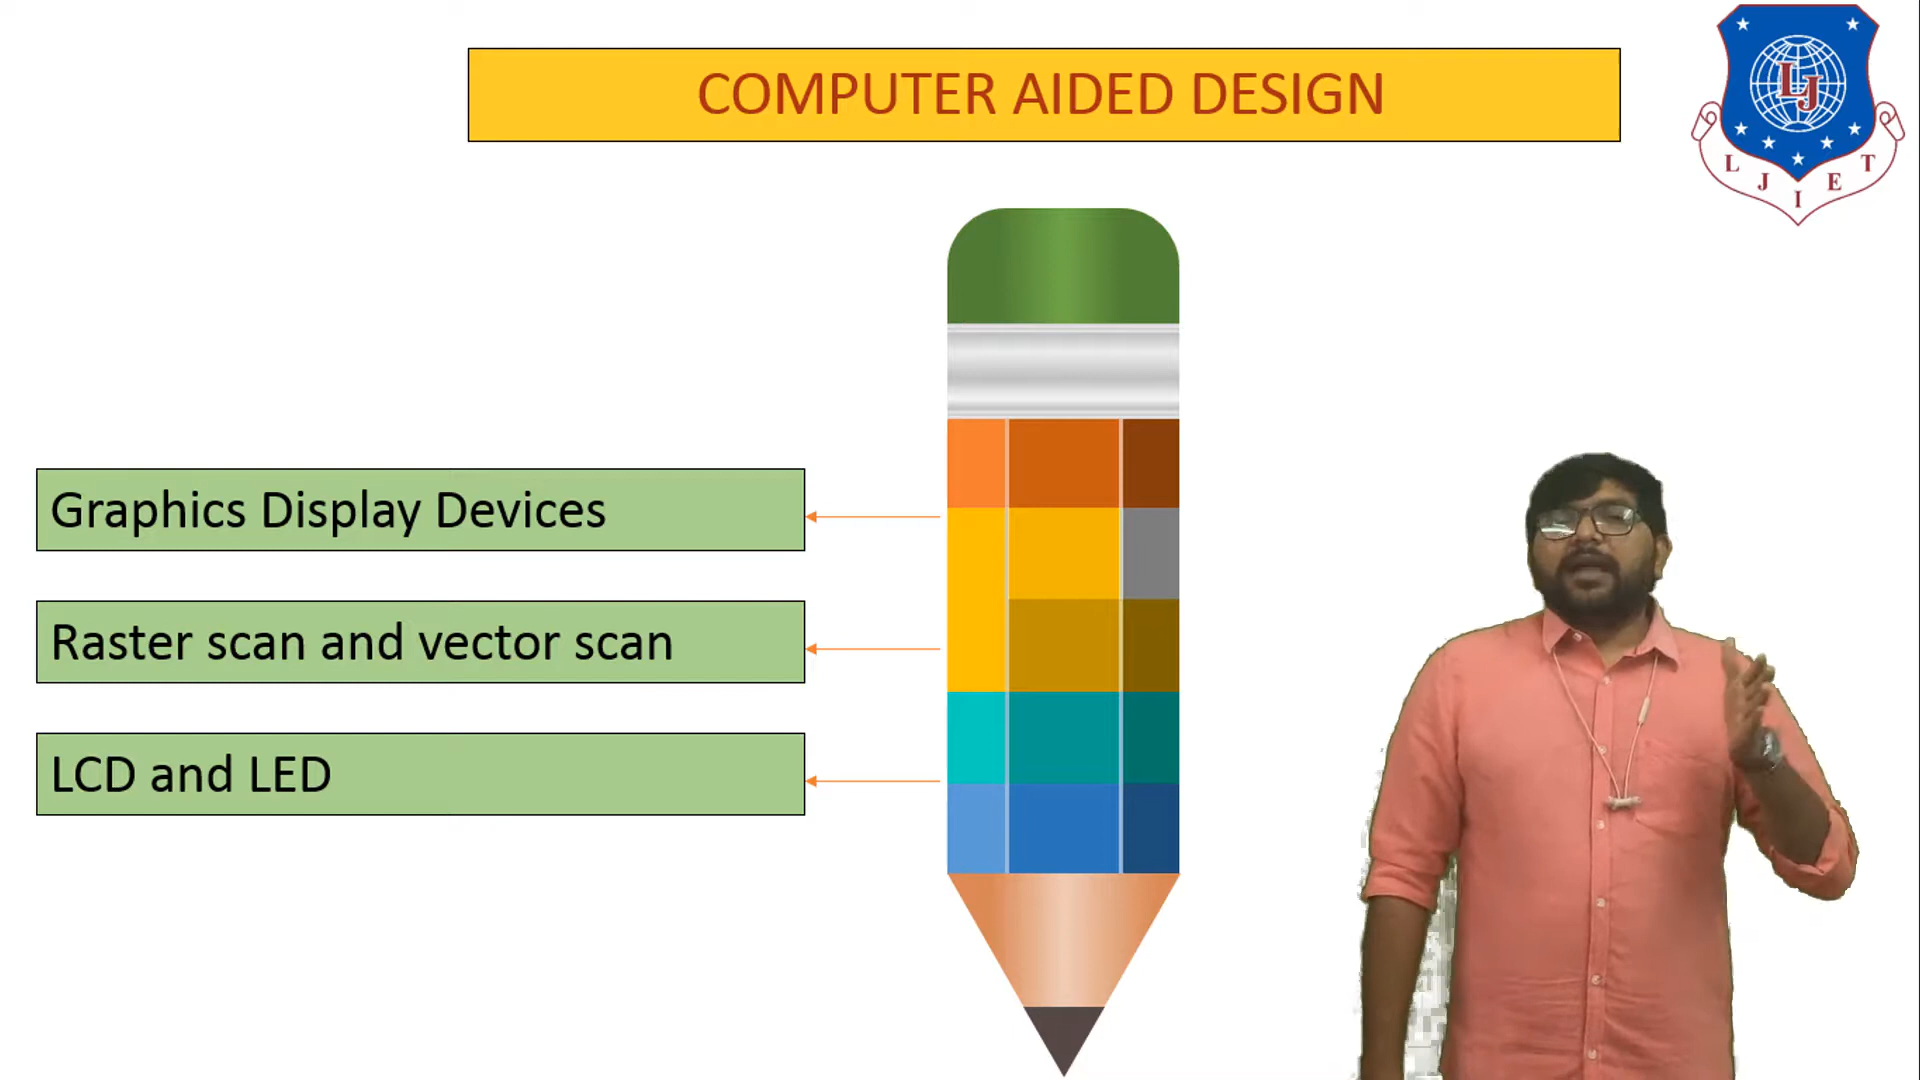 COMPUTER AIDED DESIGN
LJ
L J I E T
Graphics Display Devices
Raster scan and vector scan
LCD and LED